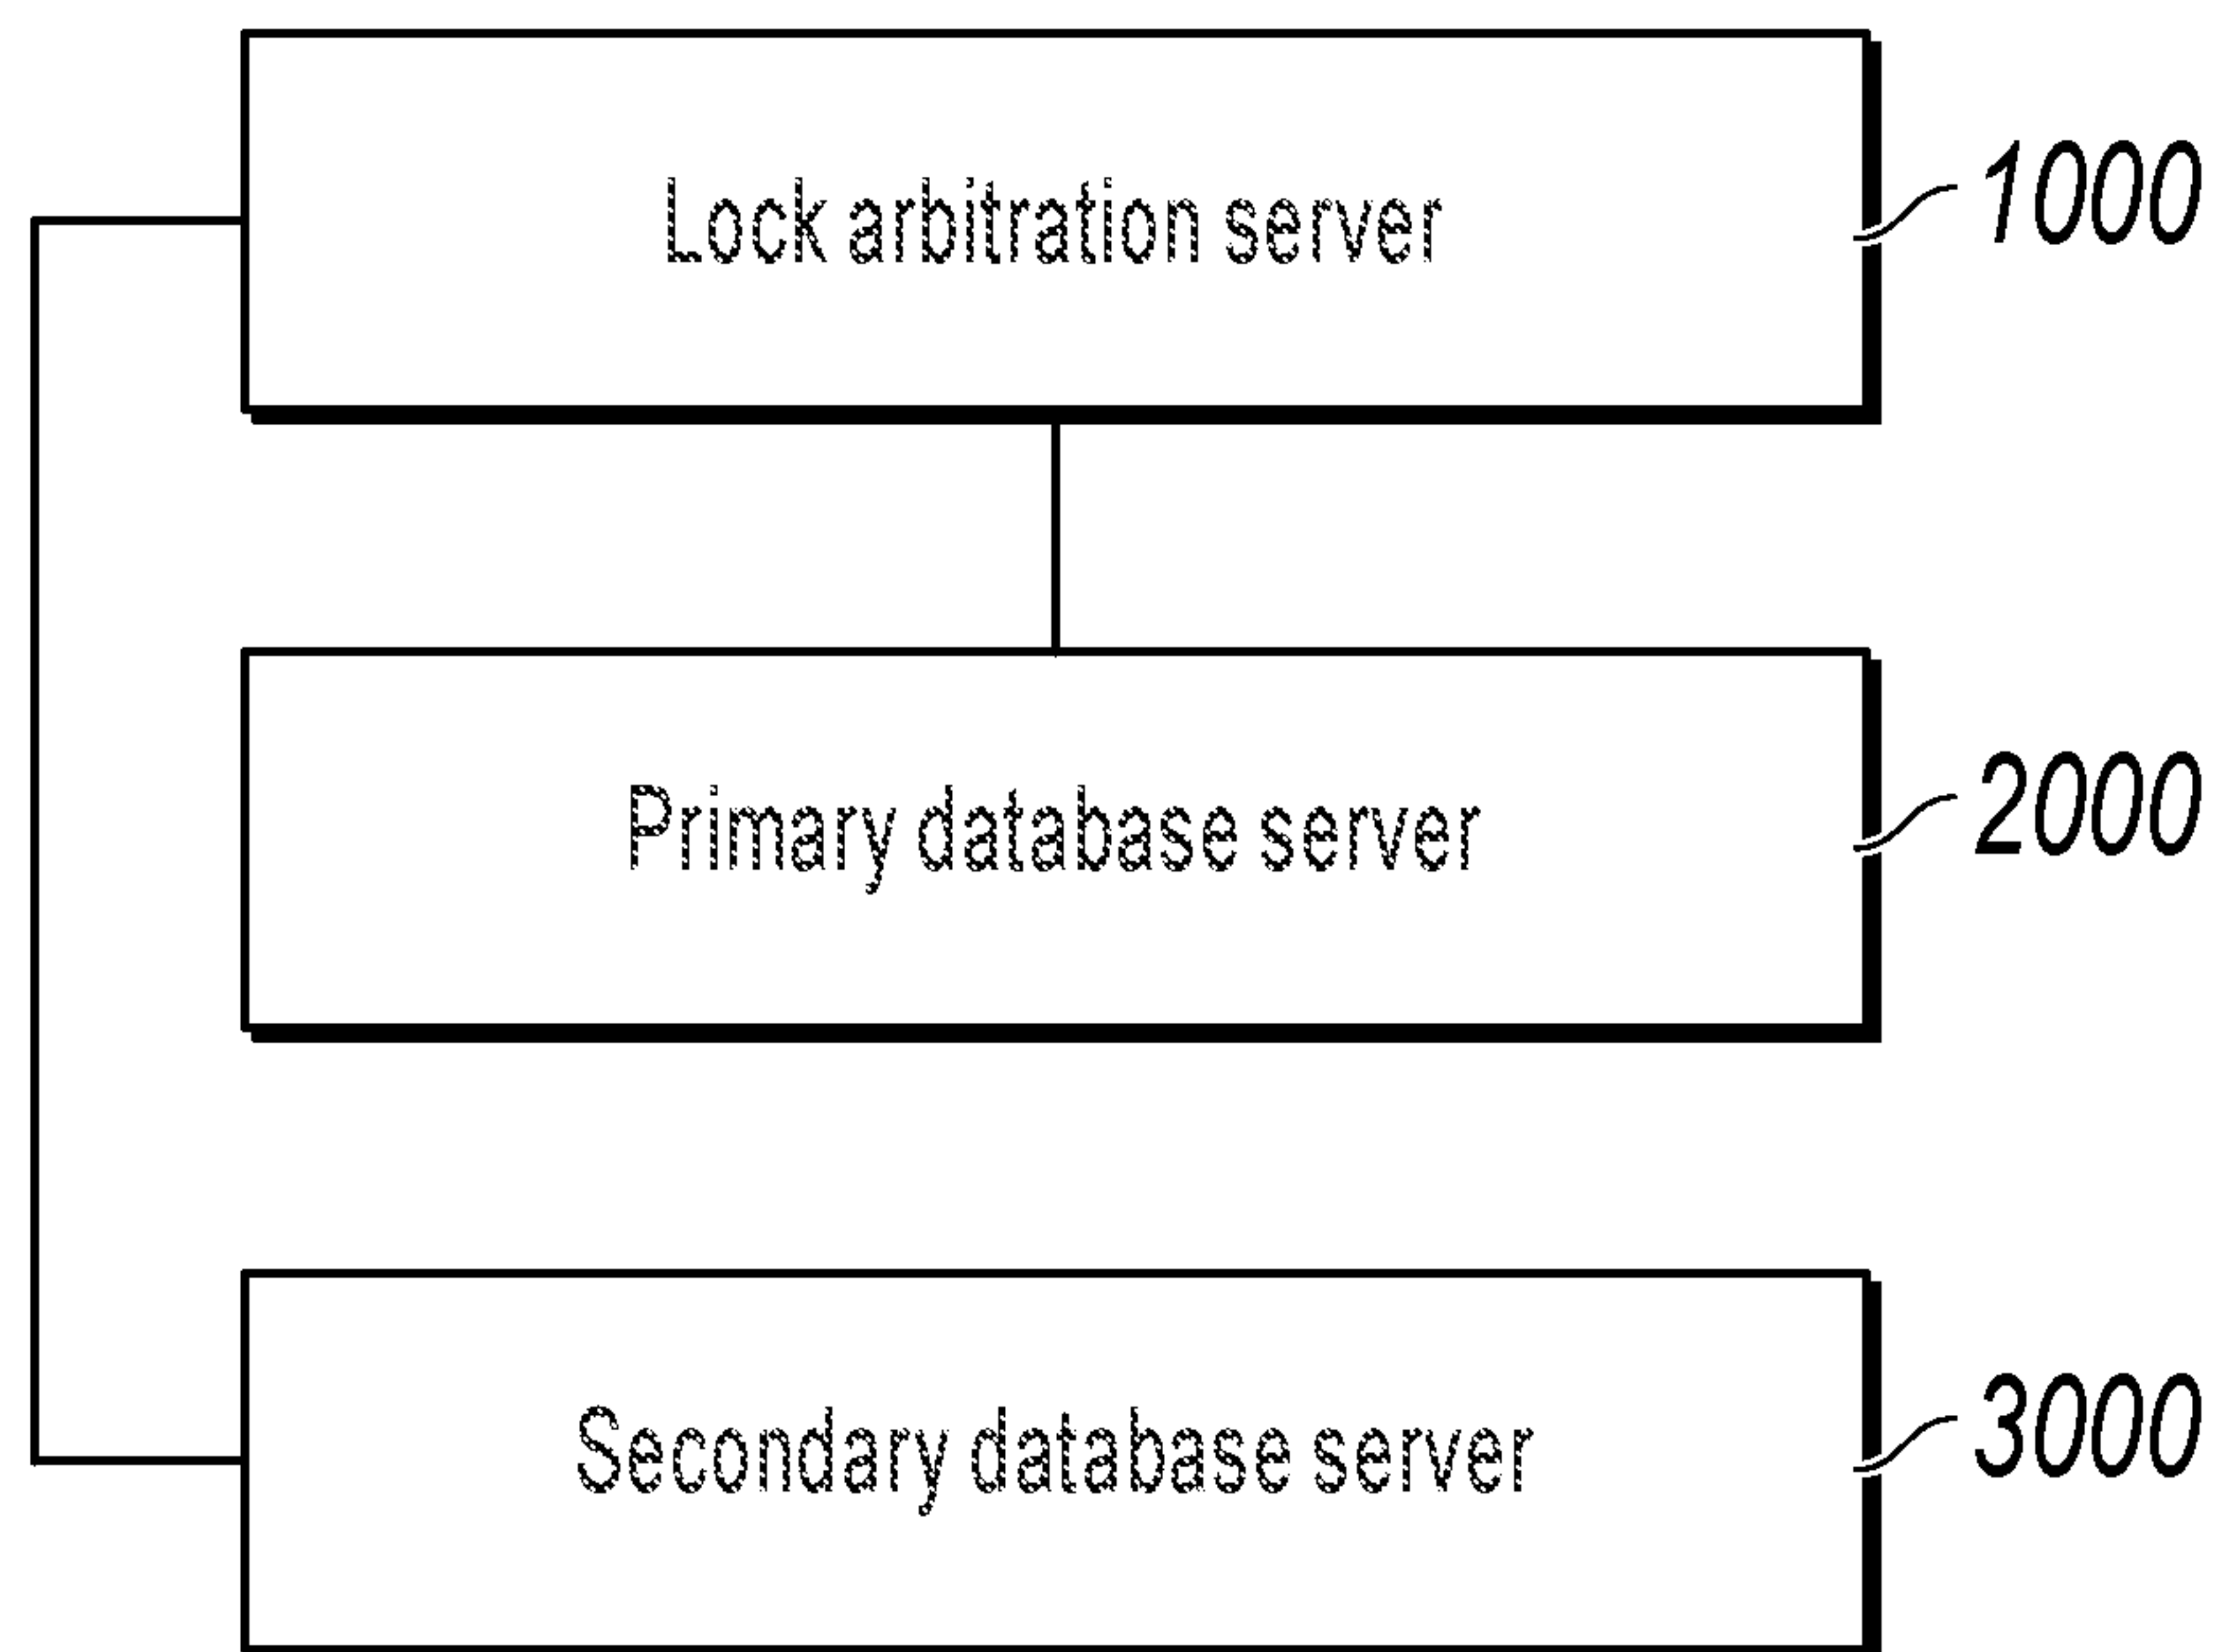 Lock arbitration server
1000
Primary database server
2000
Secondary database server
3000